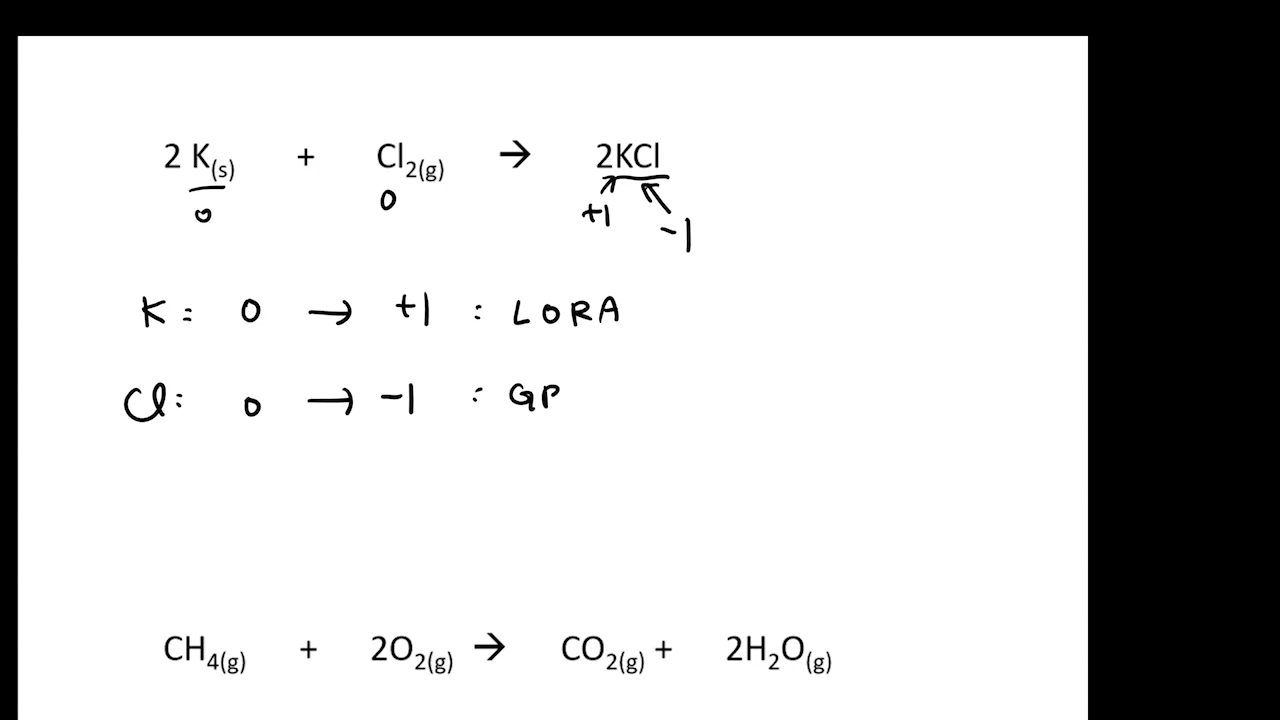 2 K(s) + Cl2(g) → 2KCl
0 0 +1 -1
K: 0 → +1 : LORA
Cl: 0 → -1 : GP
CH4(g) + 2O2(g) → CO2(g) + 2H2O(g)